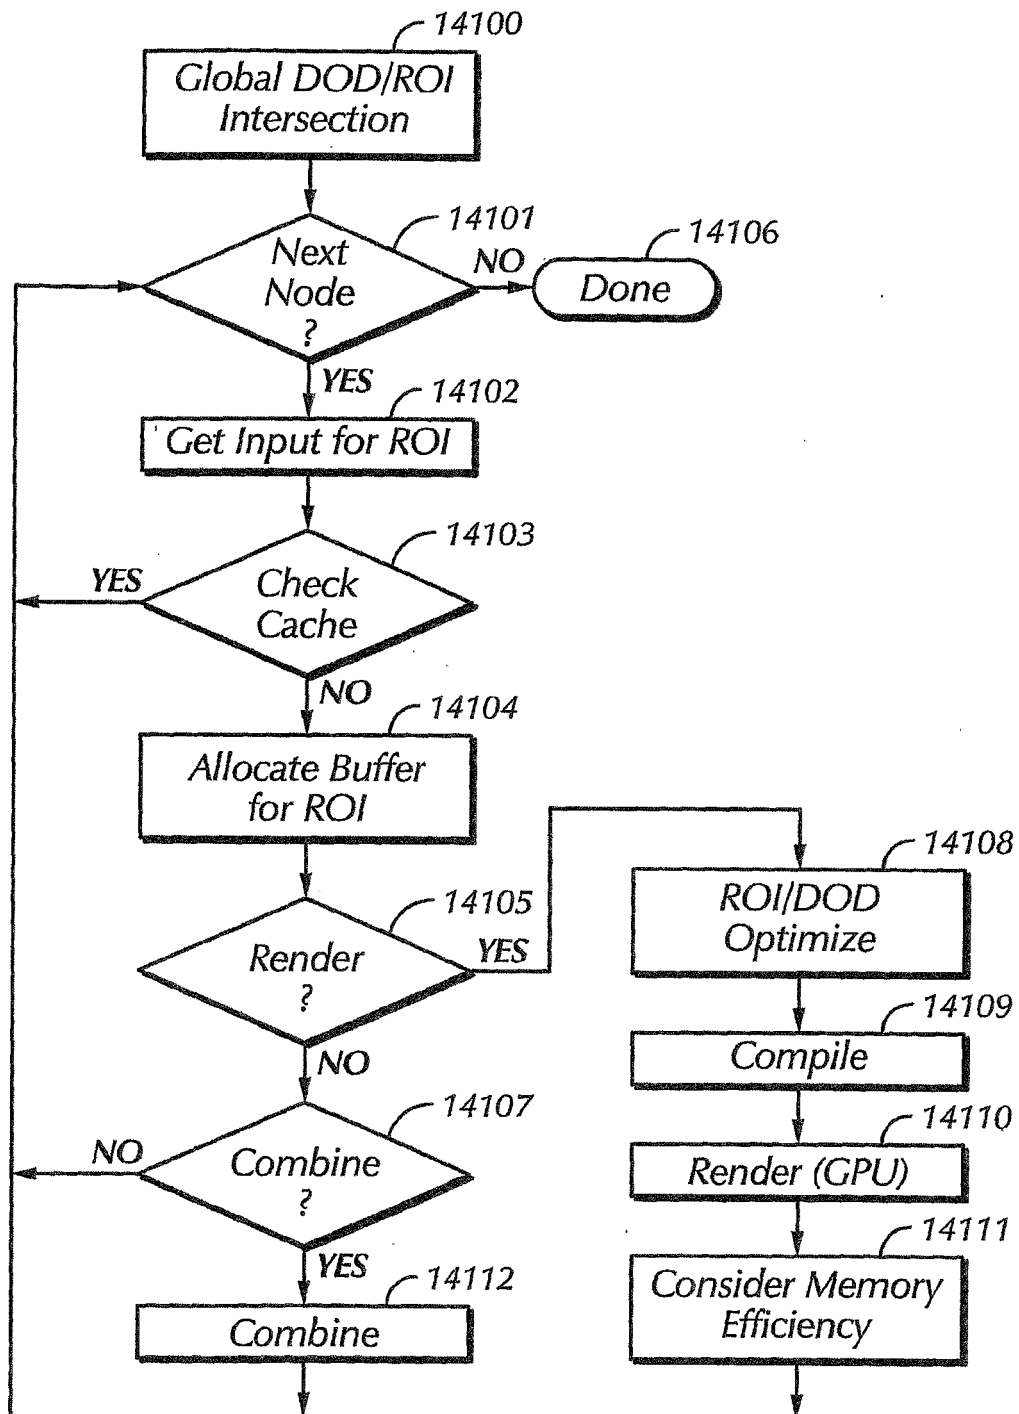 14100
Global DOD/ROI
Intersection
14101
Next
Node
?
NO
14106
Done
YES
14102
Get Input for ROI
14103
YES
Check
Cache
NO
14104
Allocate Buffer
for ROI
14105
Render
?
YES
14108
ROI/DOD
Optimize
14109
Compile
NO
14107
NO
Combine
?
14110
Render (GPU)
YES
14111
Consider Memory
Efficiency
14112
Combine